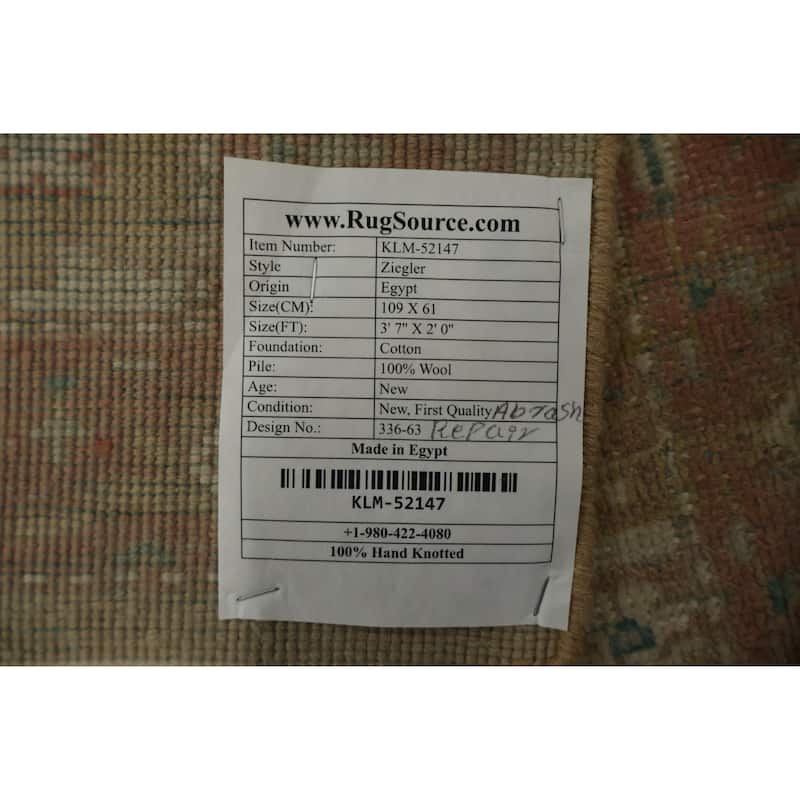 www.RugSource.com
Item Number: KLM-52147
Style Ziegler
Origin Egypt
Size(CM): 109 X 61
Size(FT): 3' 7" X 2' 0"
Foundation: Cotton
Pile: 100% Wool
Age: New
Condition: New, First Quality Abrash
Design No.: 336-63 Repair
Made in Egypt
KLM-52147
+1-980-422-4080
100% Hand Knotted